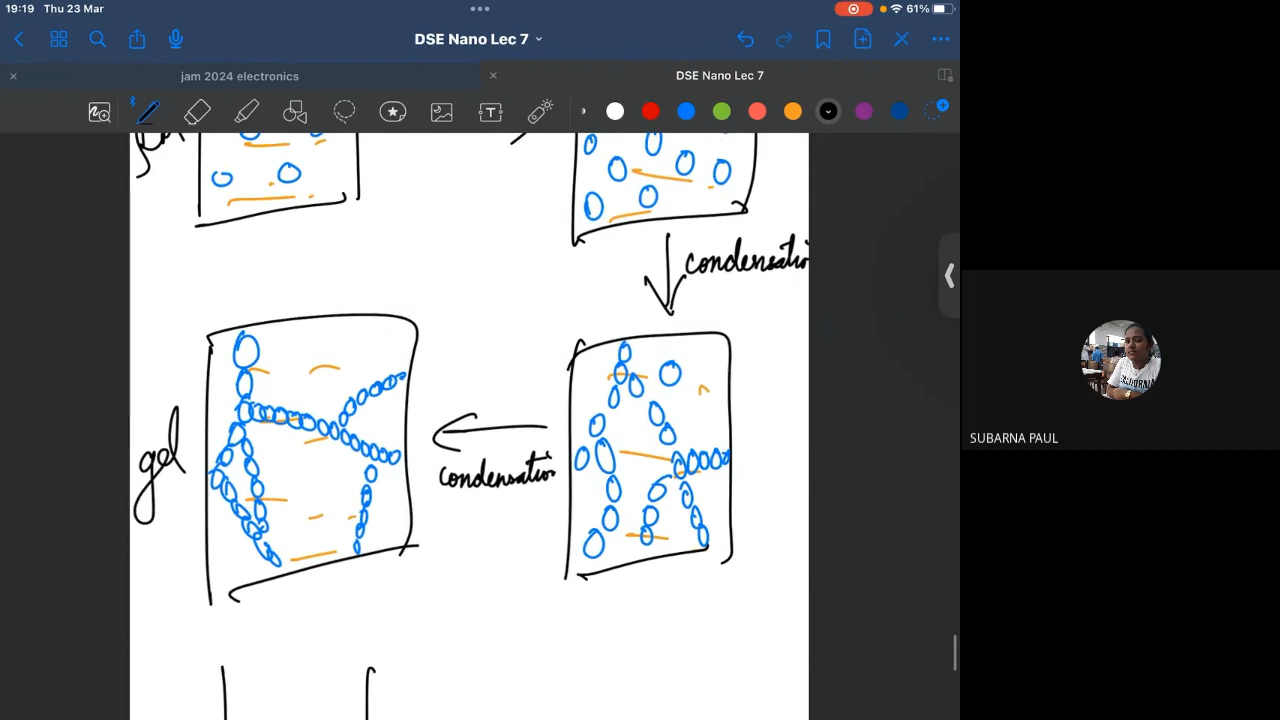 19:19 Thu 23 Mar
61%
DSE Nano Lec 7
jam 2024 electronics
DSE Nano Lec 7
condensatio
gel
condensatio
SUBARNA PAUL